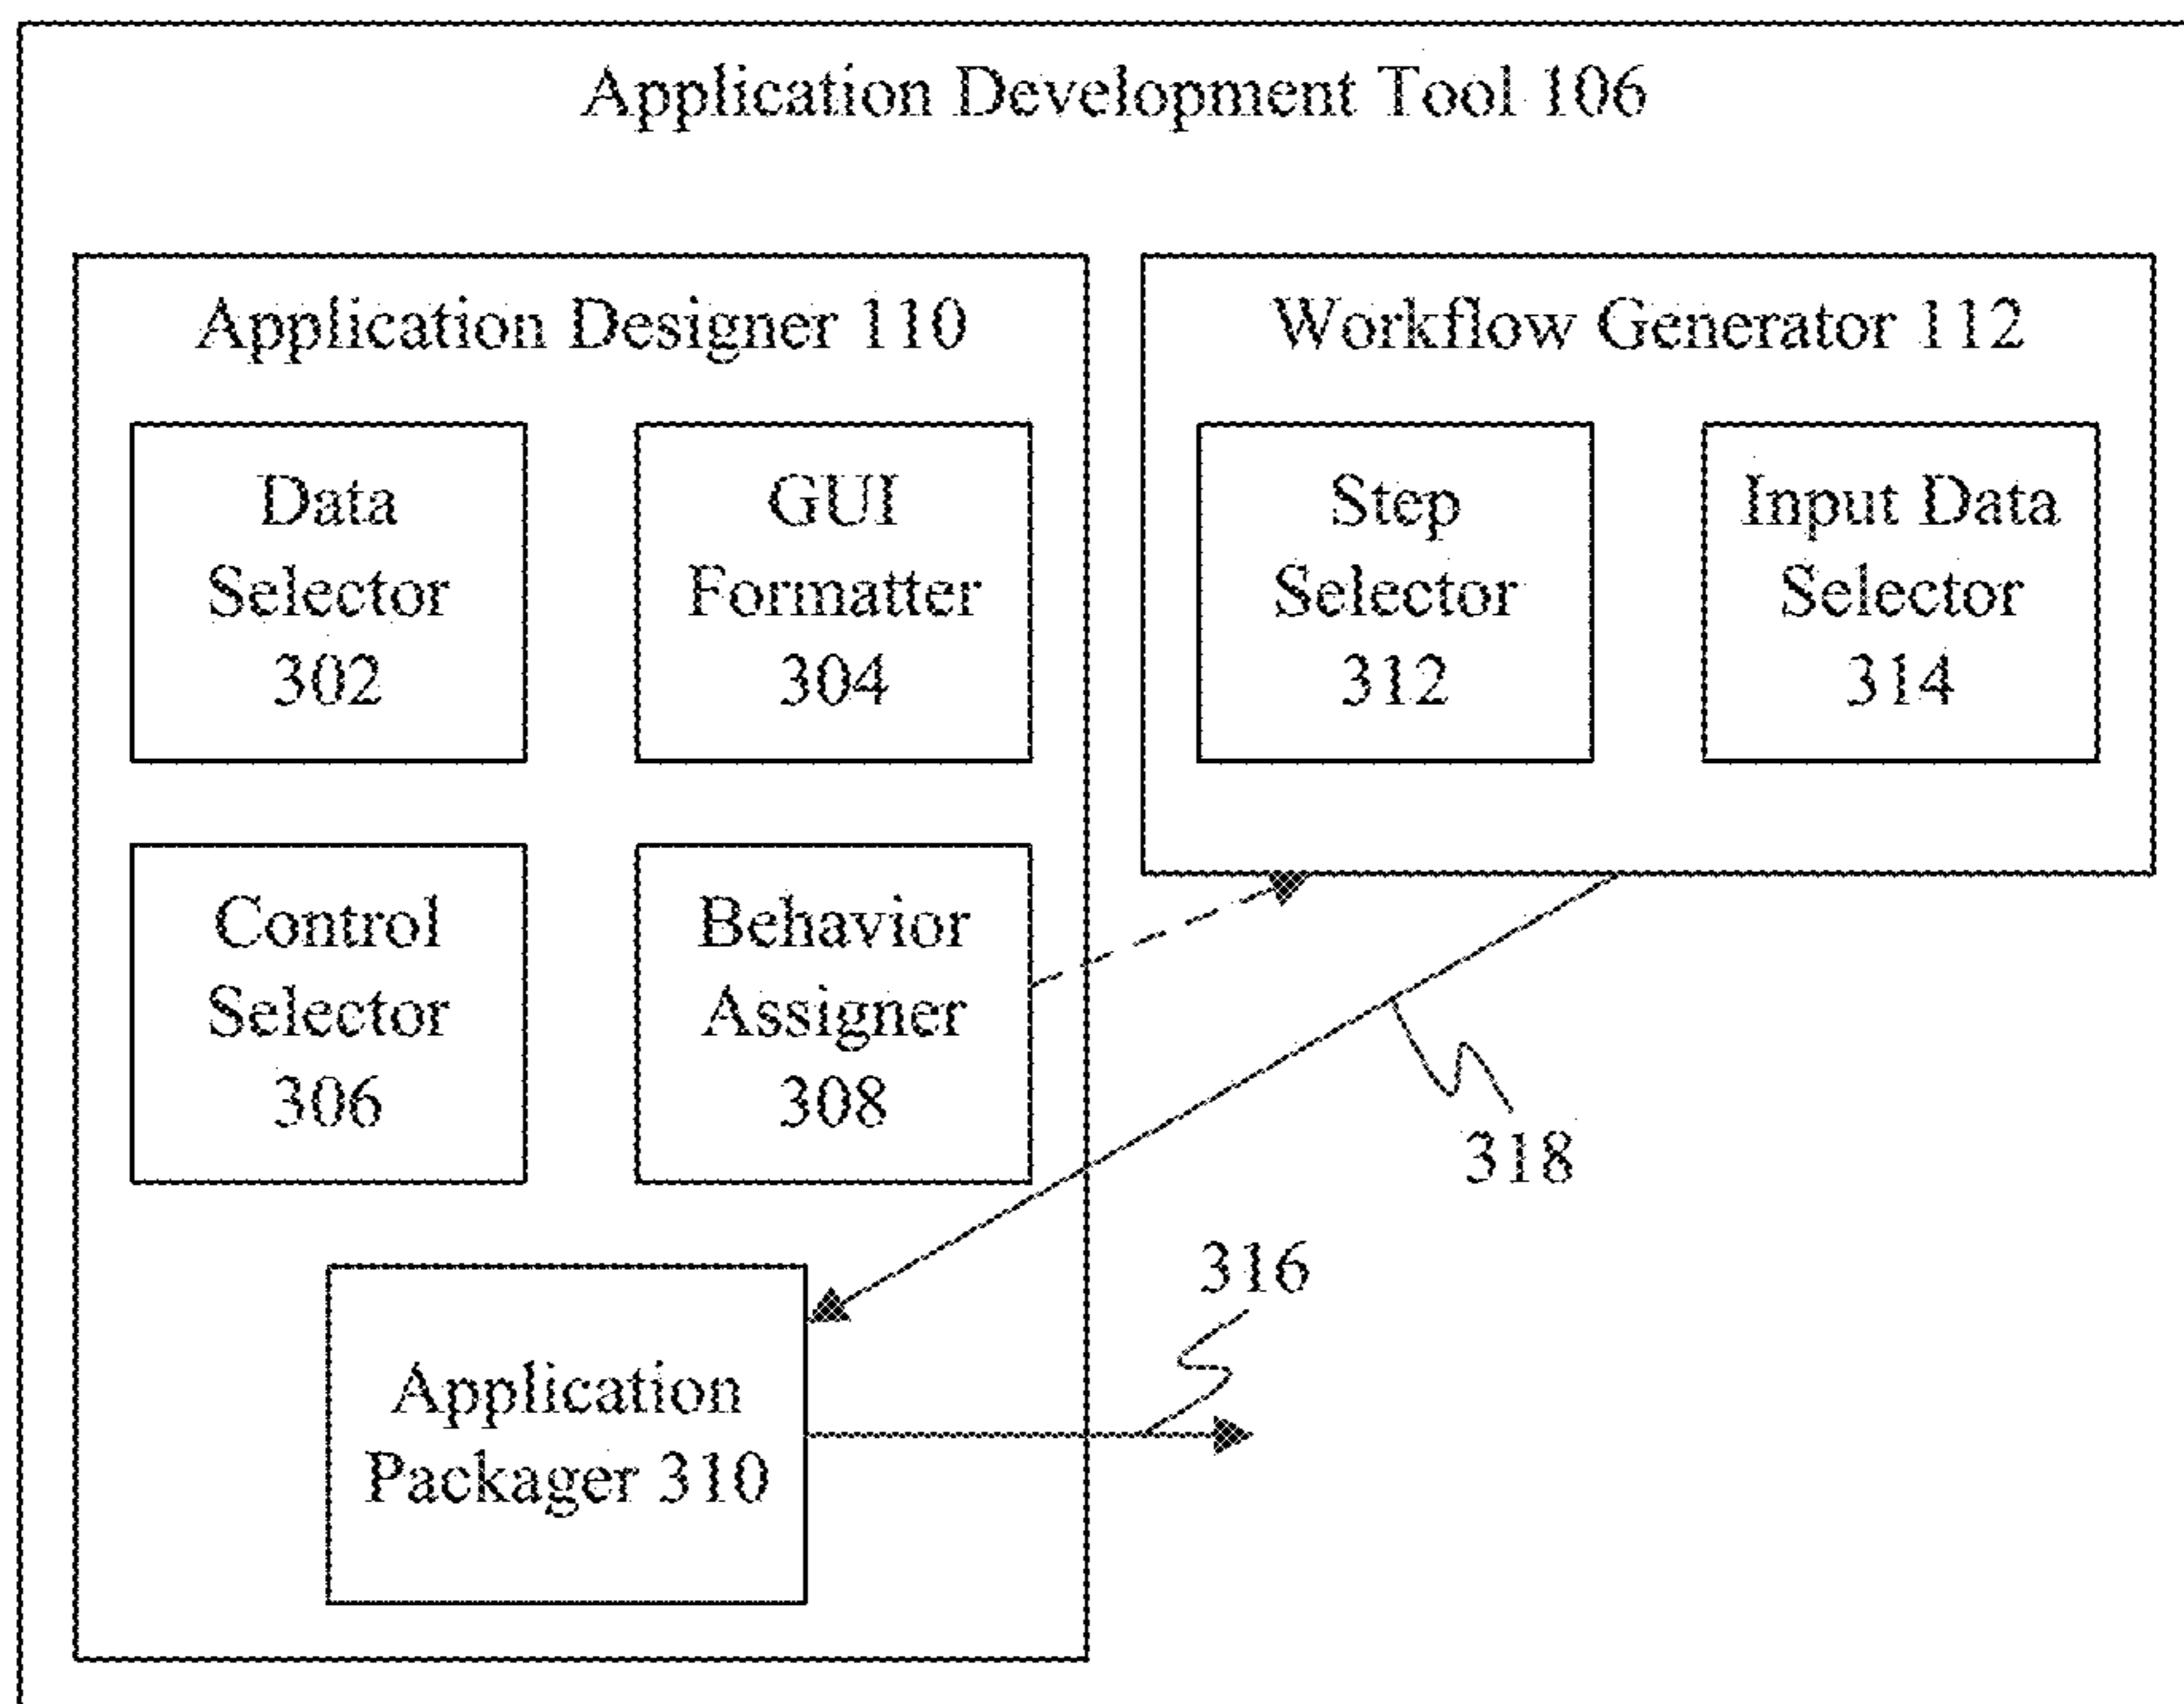 Application Development Tool 106
Application Designer 110
Data
Selector
302
GUI
Formatter
304
Control
Selector
306
Behavior
Assigner
308
Application
Packager 310
Workflow Generator 112
Step
Selector
312
Input Data
Selector
314
318
316